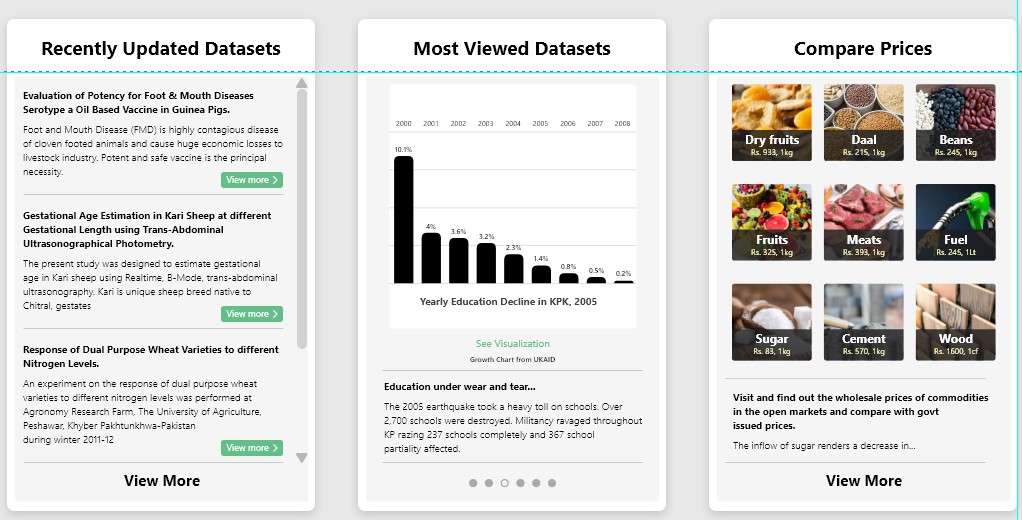 Recently Updated Datasets
Evaluation of Potency for Foot & Mouth Diseases
Serotype a Oil Based Vaccine in Guinea Pigs.
Foot and Mouth Disease (FMD) is highly contagious disease
of cloven footed animals and cause huge economic losses to
livestock industry. Potent and safe vaccine is the principal
necessity.
View more
Gestational Age Estimation in Kari Sheep at different
Gestational Length using Trans-Abdominal
Ultrasonographical Photometry.
The present study was designed to estimate gestational
age in Kari sheep using Realtime, B-Mode, trans-abdominal
ultrasonography. Kari is unique sheep breed native to
Chitral, gestates
View more
Response of Dual Purpose Wheat Varieties to different
Nitrogen Levels.
An experiment on the response of dual purpose wheat
varieties to different nitrogen levels was performed at
Agronomy Research Farm, The University of Agriculture,
Peshawar, Khyber Pakhtunkhwa-Pakistan
during winter 2011-12
View more
View More
Most Viewed Datasets
2000 2001 2002 2003 2004 2005 2006 2007 2008
10.1%
4%
3.6%
3.2%
2.3%
1.4%
0.8%
0.5%
0.2%
Yearly Education Decline in KPK, 2005
See Visualization
Growth Chart from UKAID
Education under wear and tear...
The 2005 earthquake took a heavy toll on schools. Over
2,700 schools were destroyed. Militancy ravaged throughout
KP razing 237 schools completely and 367 school
partiality affected.
Compare Prices
Dry fruits
Rs. 933, 1kg
Daal
Rs. 215, 1kg
Beans
Rs. 245, 1kg
Fruits
Rs. 325, 1kg
Meats
Rs. 393, 1kg
Fuel
Rs. 245, 1Lt
Sugar
Rs. 83, 1kg
Cement
Rs. 570, 1kg
Wood
Rs. 1600, 1cf
Visit and find out the wholesale prices of commodities
in the open markets and compare with govt
issued prices.
The inflow of sugar renders a decrease in...
View More